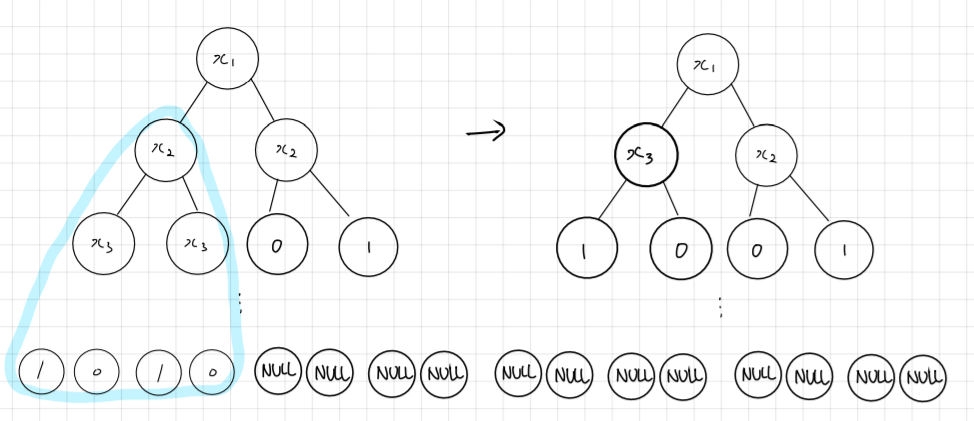 x₁ x₁
x₂ x₂ → x₃ x₂
x₃ x₃ 0 1 1 0 0 1
1 0 1 0 NULL NULL NULL NULL NULL NULL NULL NULL NULL NULL NULL NULL